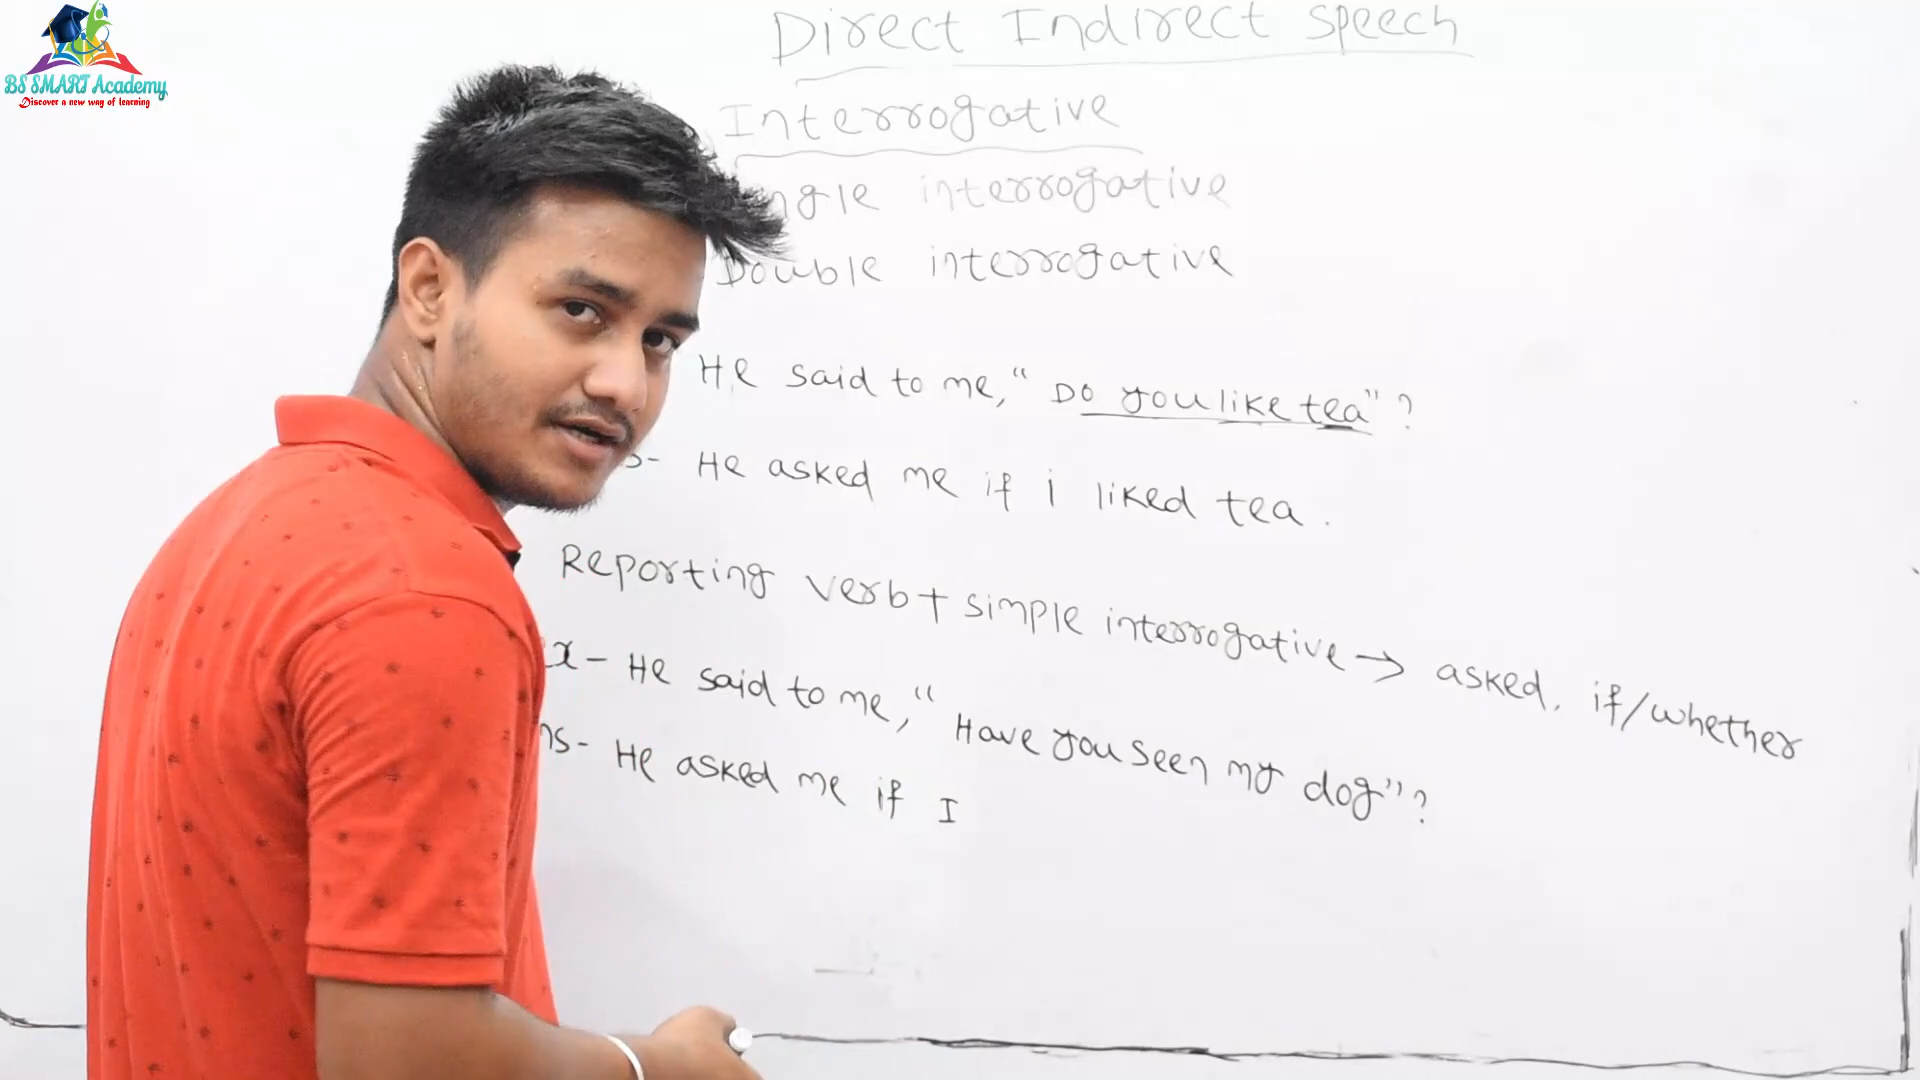 BS SMART Academy
Discover a new way of learning
Direct Indirect speech
Interrogative
ngle interrogative
Double interrogative
He said to me, “ Do you like tea” ?
s- He asked me if i liked tea .
Reporting verb + simple interrogative → asked, if/whether
x- He said to me, “ Have you seen my dog” ?
ns- He asked me if I